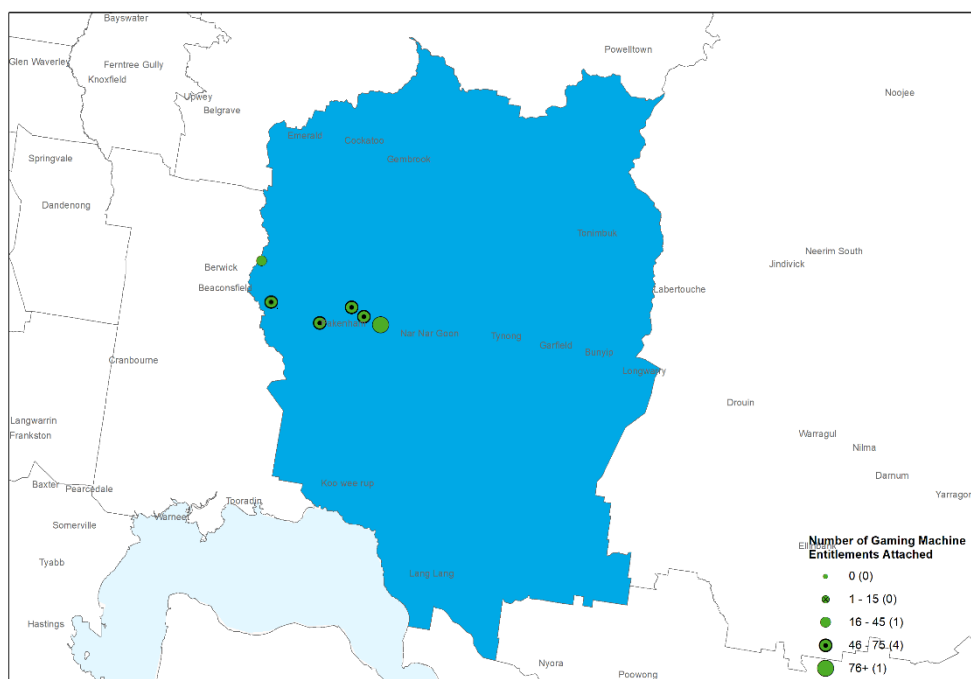 Bayswater
Powelltown
Glen Waverley
Ferntree Gully
Knoxfield
Noojee
Upwey
Belgrave
Emerald
Cockatoo
Gembrook
Springvale
Dandenong
Tonimbuk
Neerim South
Jindivick
Berwick
Beaconsfield
Labertouche
Nar Nar Goon
Tynong
Garfield
Bunyip
Longwarry
Cranbourne
Drouin
Langwarrin
Frankston
Warragul
Nilma
Darnum
Baxter
Pearcedale
Koo-wee-rup
Yarragon
Tooradin
Warneet
Somerville
Tyabb
Number of Gaming Machine
Entitlements Attached
Ellinbank
Lang Lang
0 (0)
1 - 15 (0)
16 - 45 (1)
46 - 75 (4)
76+ (1)
Hastings
Nyora
Poowong